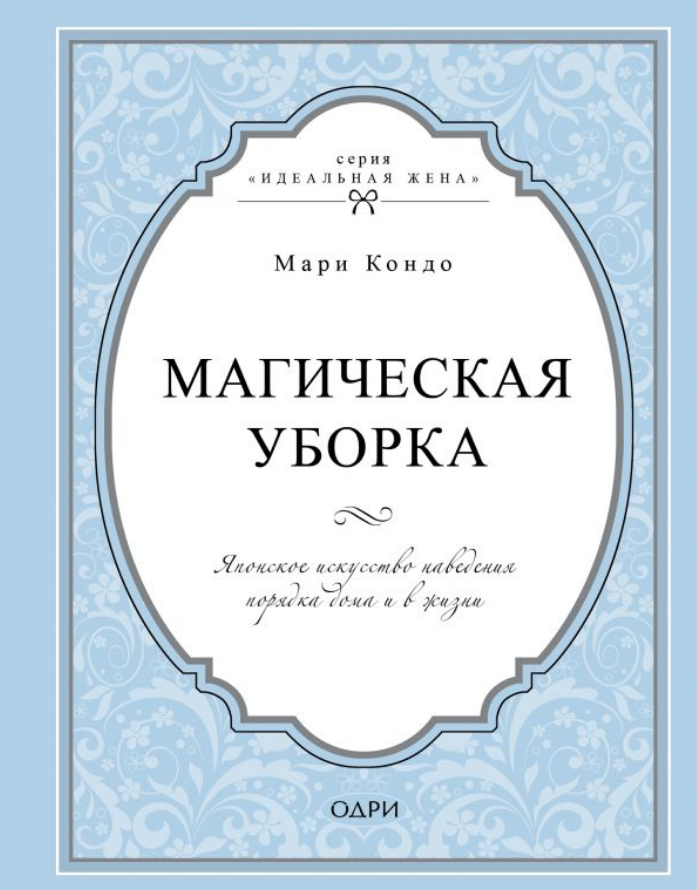 серия
«ИДЕАЛЬНАЯ ЖЕНА»
Мари Кондо
МАГИЧЕСКАЯ
УБОРКА
Японское искусство наведения
порядка дома и в жизни
ОДРИ